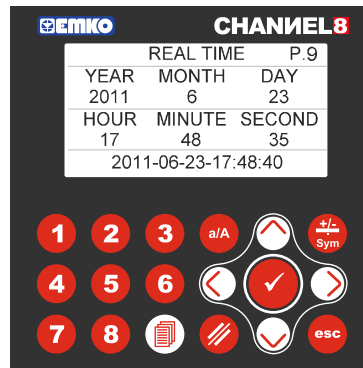 EMKO CHANNEL8
REAL TIME P.9
YEAR MONTH DAY
2011 6 23
HOUR MINUTE SECOND
17 48 35
2011-06-23-17:48:40
1 2 3 a/A +/-
Sym
4 5 6
7 8 esc